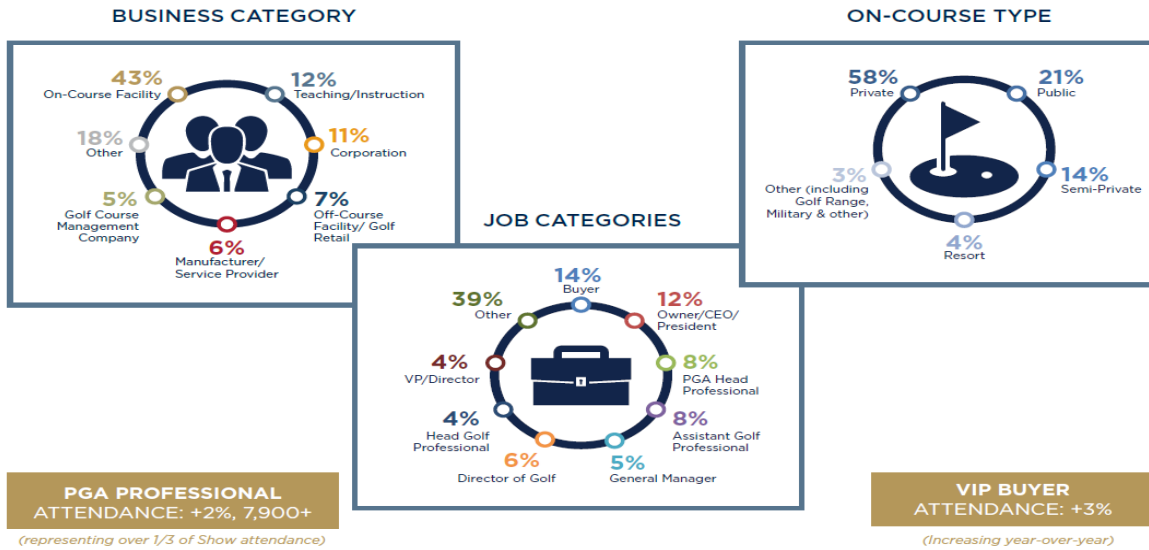 BUSINESS CATEGORY
43%
On-Course Facility
12%
Teaching/Instruction
18%
Other
11%
Corporation
5%
Golf Course
Management
Company
7%
Off-Course
Facility/ Golf
Retail
6%
Manufacturer/
Service Provider
JOB CATEGORIES
14%
Buyer
39%
Other
12%
Owner/CEO/
President
4%
VP/Director
8%
PGA Head
Professional
4%
Head Golf
Professional
8%
Assistant Golf
Professional
6%
Director of Golf
5%
General Manager
ON-COURSE TYPE
58%
Private
21%
Public
3%
Other (including
Golf Range,
Military & other)
14%
Semi-Private
4%
Resort
PGA PROFESSIONAL
ATTENDANCE: +2%, 7,900+
(representing over 1/3 of Show attendance)
VIP BUYER
ATTENDANCE: +3%
(Increasing year-over-year)